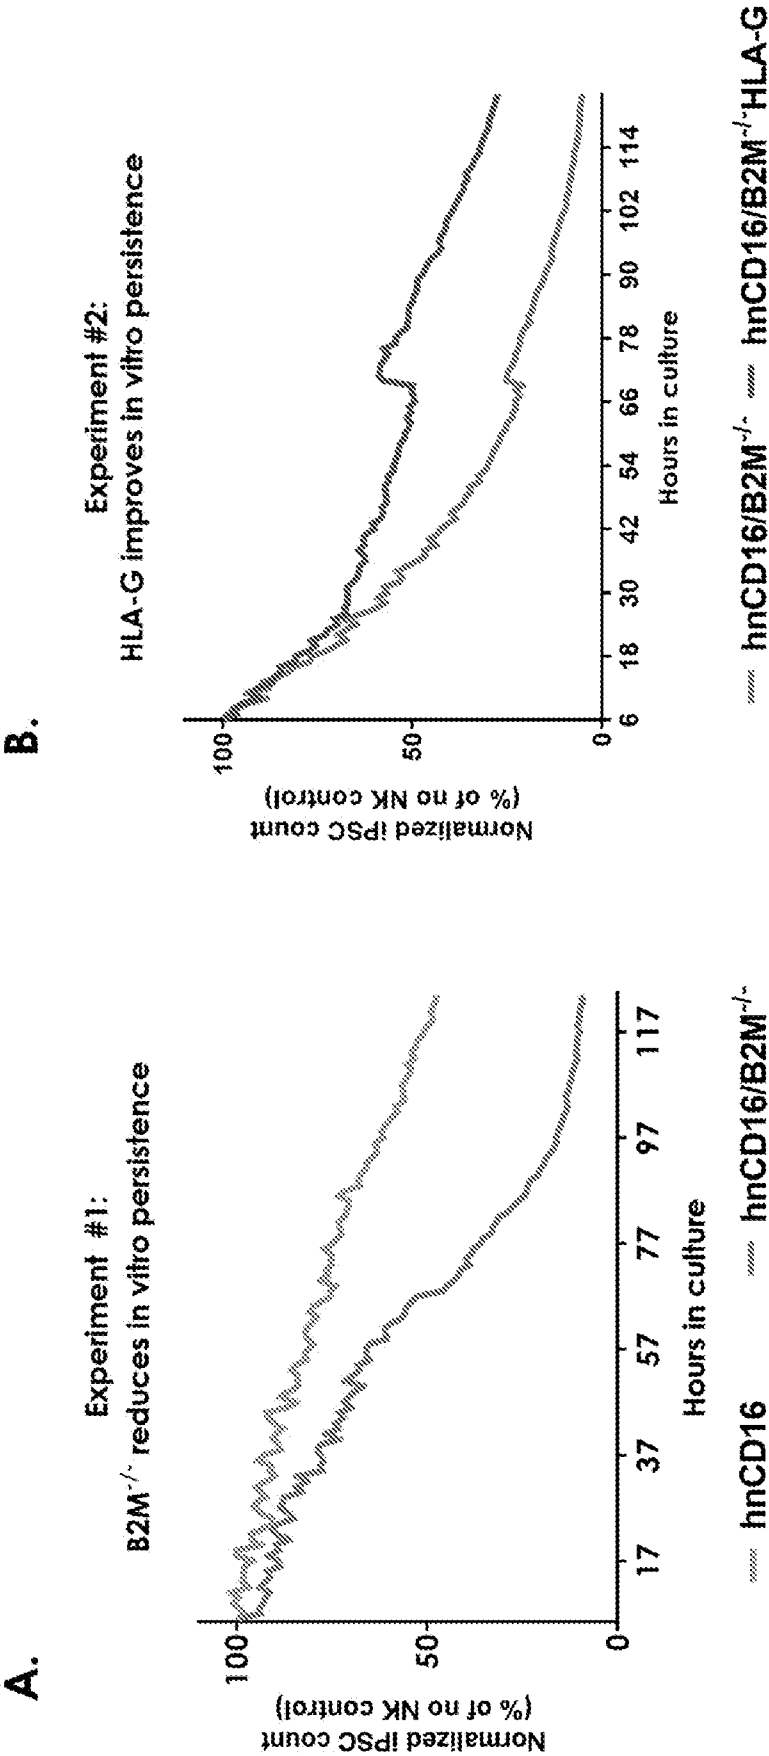 A.
Experiment #1:
B2M⁻/⁻ reduces in vitro persistence
Normalized iPSC count
(% of no NK control)
100
50
0
17
37
57
77
97
117
Hours in culture
hnCD16
hnCD16/B2M⁻/⁻
B.
Experiment #2:
HLA-G improves in vitro persistence
Normalized iPSC count
(% of no NK control)
100
50
0
6
18
30
42
54
66
78
90
102
114
Hours in culture
hnCD16/B2M⁻/⁻
hnCD16/B2M⁻/⁻HLA-G